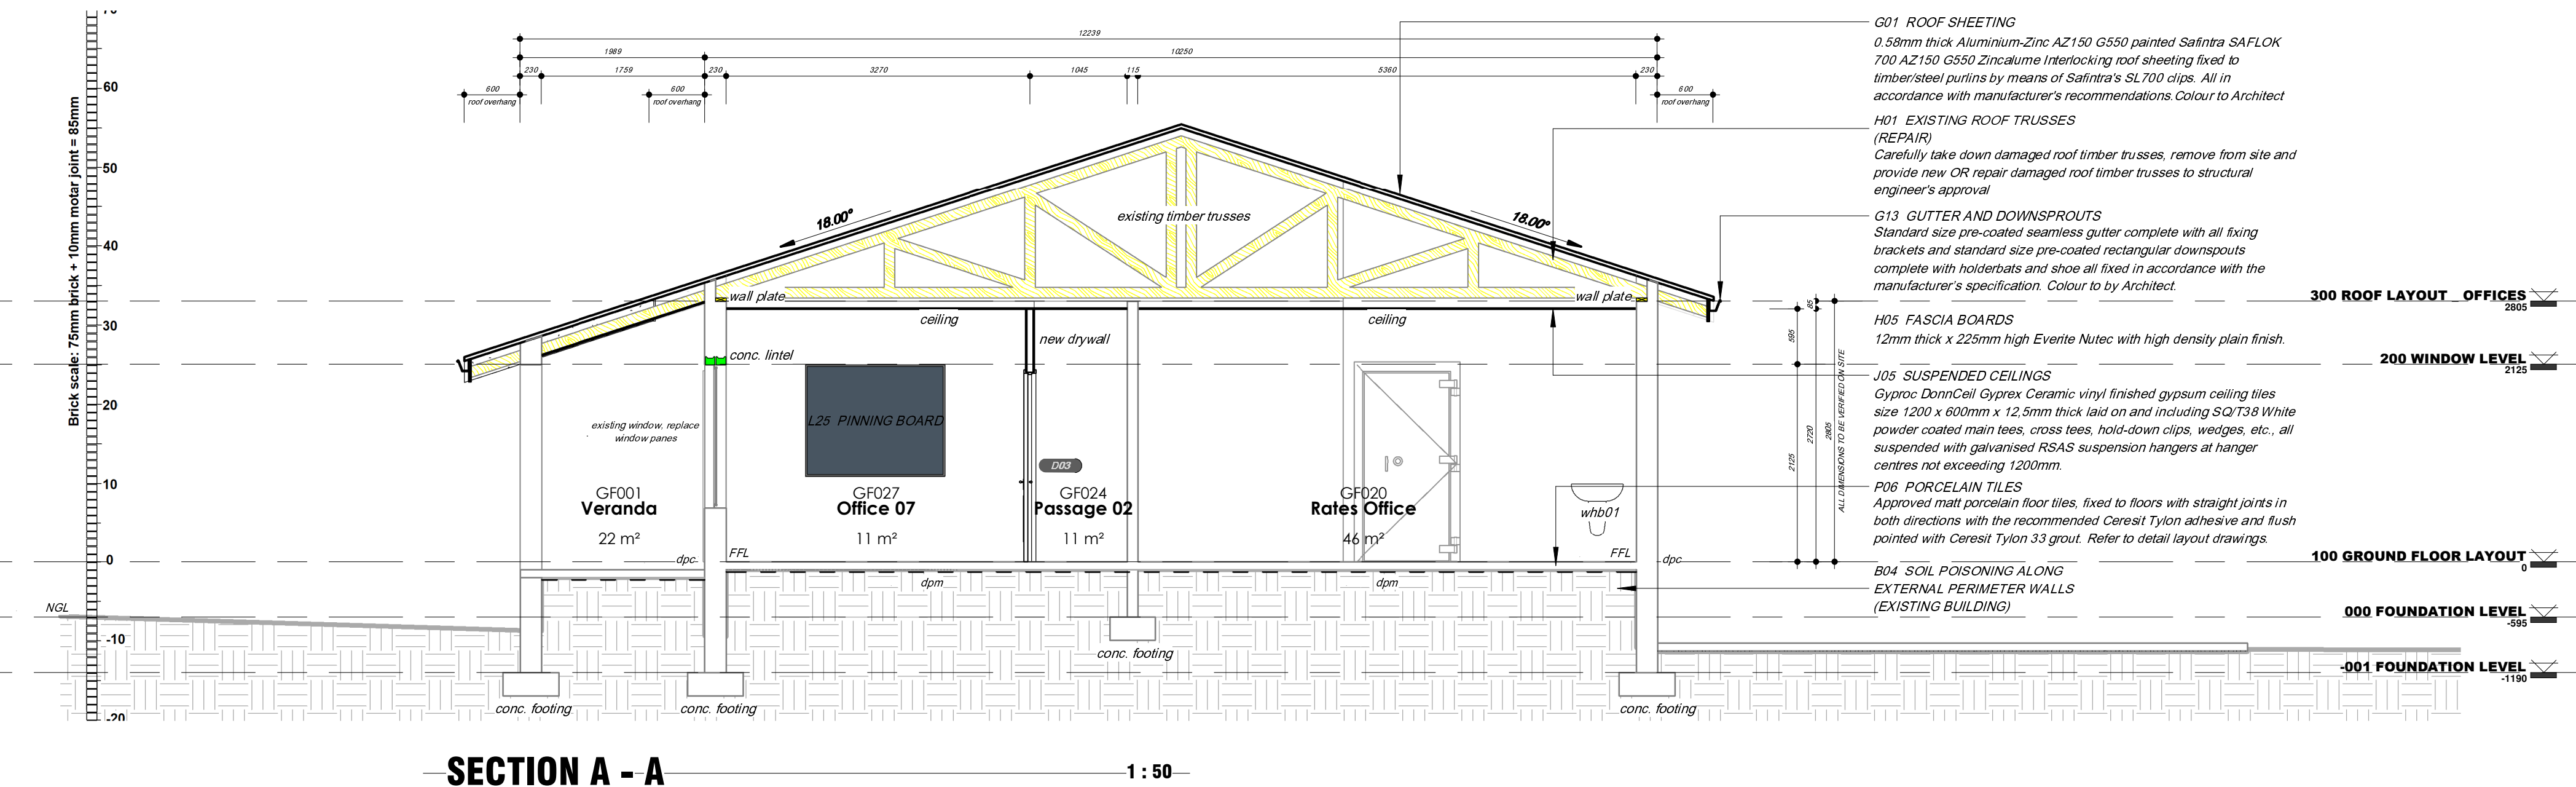 12239
1989
10250
230
1759
230
3270
1045
115
5360
230
600
roof overhang
600
roof overhang
600
roof overhang
Brick scale: 75mm brick + 10mm motar joint = 85mm
60
50
40
30
20
10
0
-10
-20
18.00°
18.00°
existing timber trusses
wall plate
wall plate
ceiling
ceiling
new drywall
conc. lintel
existing window, replace
window panes
L25 PINNING BOARD
D03
GF001
Veranda
22 m²
GF027
Office 07
11 m²
GF024
Passage 02
11 m²
GF020
Rates Office
46 m²
whb01
dpc
FFL
FFL
dpc
dpm
dpm
NGL
conc. footing
conc. footing
conc. footing
conc. footing
G01 ROOF SHEETING
0.58mm thick Aluminium-Zinc AZ150 G550 painted Safintra SAFLOK
700 AZ150 G550 Zincalume Interlocking roof sheeting fixed to
timber/steel purlins by means of Safintra's SL700 clips. All in
accordance with manufacturer's recommendations.Colour to Architect
H01 EXISTING ROOF TRUSSES
(REPAIR)
Carefully take down damaged roof timber trusses, remove from site and
provide new OR repair damaged roof timber trusses to structural
engineer's approval
G13 GUTTER AND DOWNSPROUTS
Standard size pre-coated seamless gutter complete with all fixing
brackets and standard size pre-coated rectangular downspouts
complete with holderbats and shoe all fixed in accordance with the
manufacturer's specification. Colour to by Architect.
H05 FASCIA BOARDS
12mm thick x 225mm high Everite Nutec with high density plain finish.
J05 SUSPENDED CEILINGS
Gyproc DonnCeil Gyprex Ceramic vinyl finished gypsum ceiling tiles
size 1200 x 600mm x 12,5mm thick laid on and including SQ/T38 White
powder coated main tees, cross tees, hold-down clips, wedges, etc., all
suspended with galvanised RSAS suspension hangers at hanger
centres not exceeding 1200mm.
P06 PORCELAIN TILES
Approved matt porcelain floor tiles, fixed to floors with straight joints in
both directions with the recommended Ceresit Tylon adhesive and flush
pointed with Ceresit Tylon 33 grout. Refer to detail layout drawings.
B04 SOIL POISONING ALONG
EXTERNAL PERIMETER WALLS
(EXISTING BUILDING)
85
595
2125
2720
2805
ALL DIMENSIONS TO BE VERIFIED ON SITE
300 ROOF LAYOUT _ OFFICES
2805
200 WINDOW LEVEL
2125
100 GROUND FLOOR LAYOUT
0
000 FOUNDATION LEVEL
-595
-001 FOUNDATION LEVEL
-1190
SECTION A - A
1 : 50